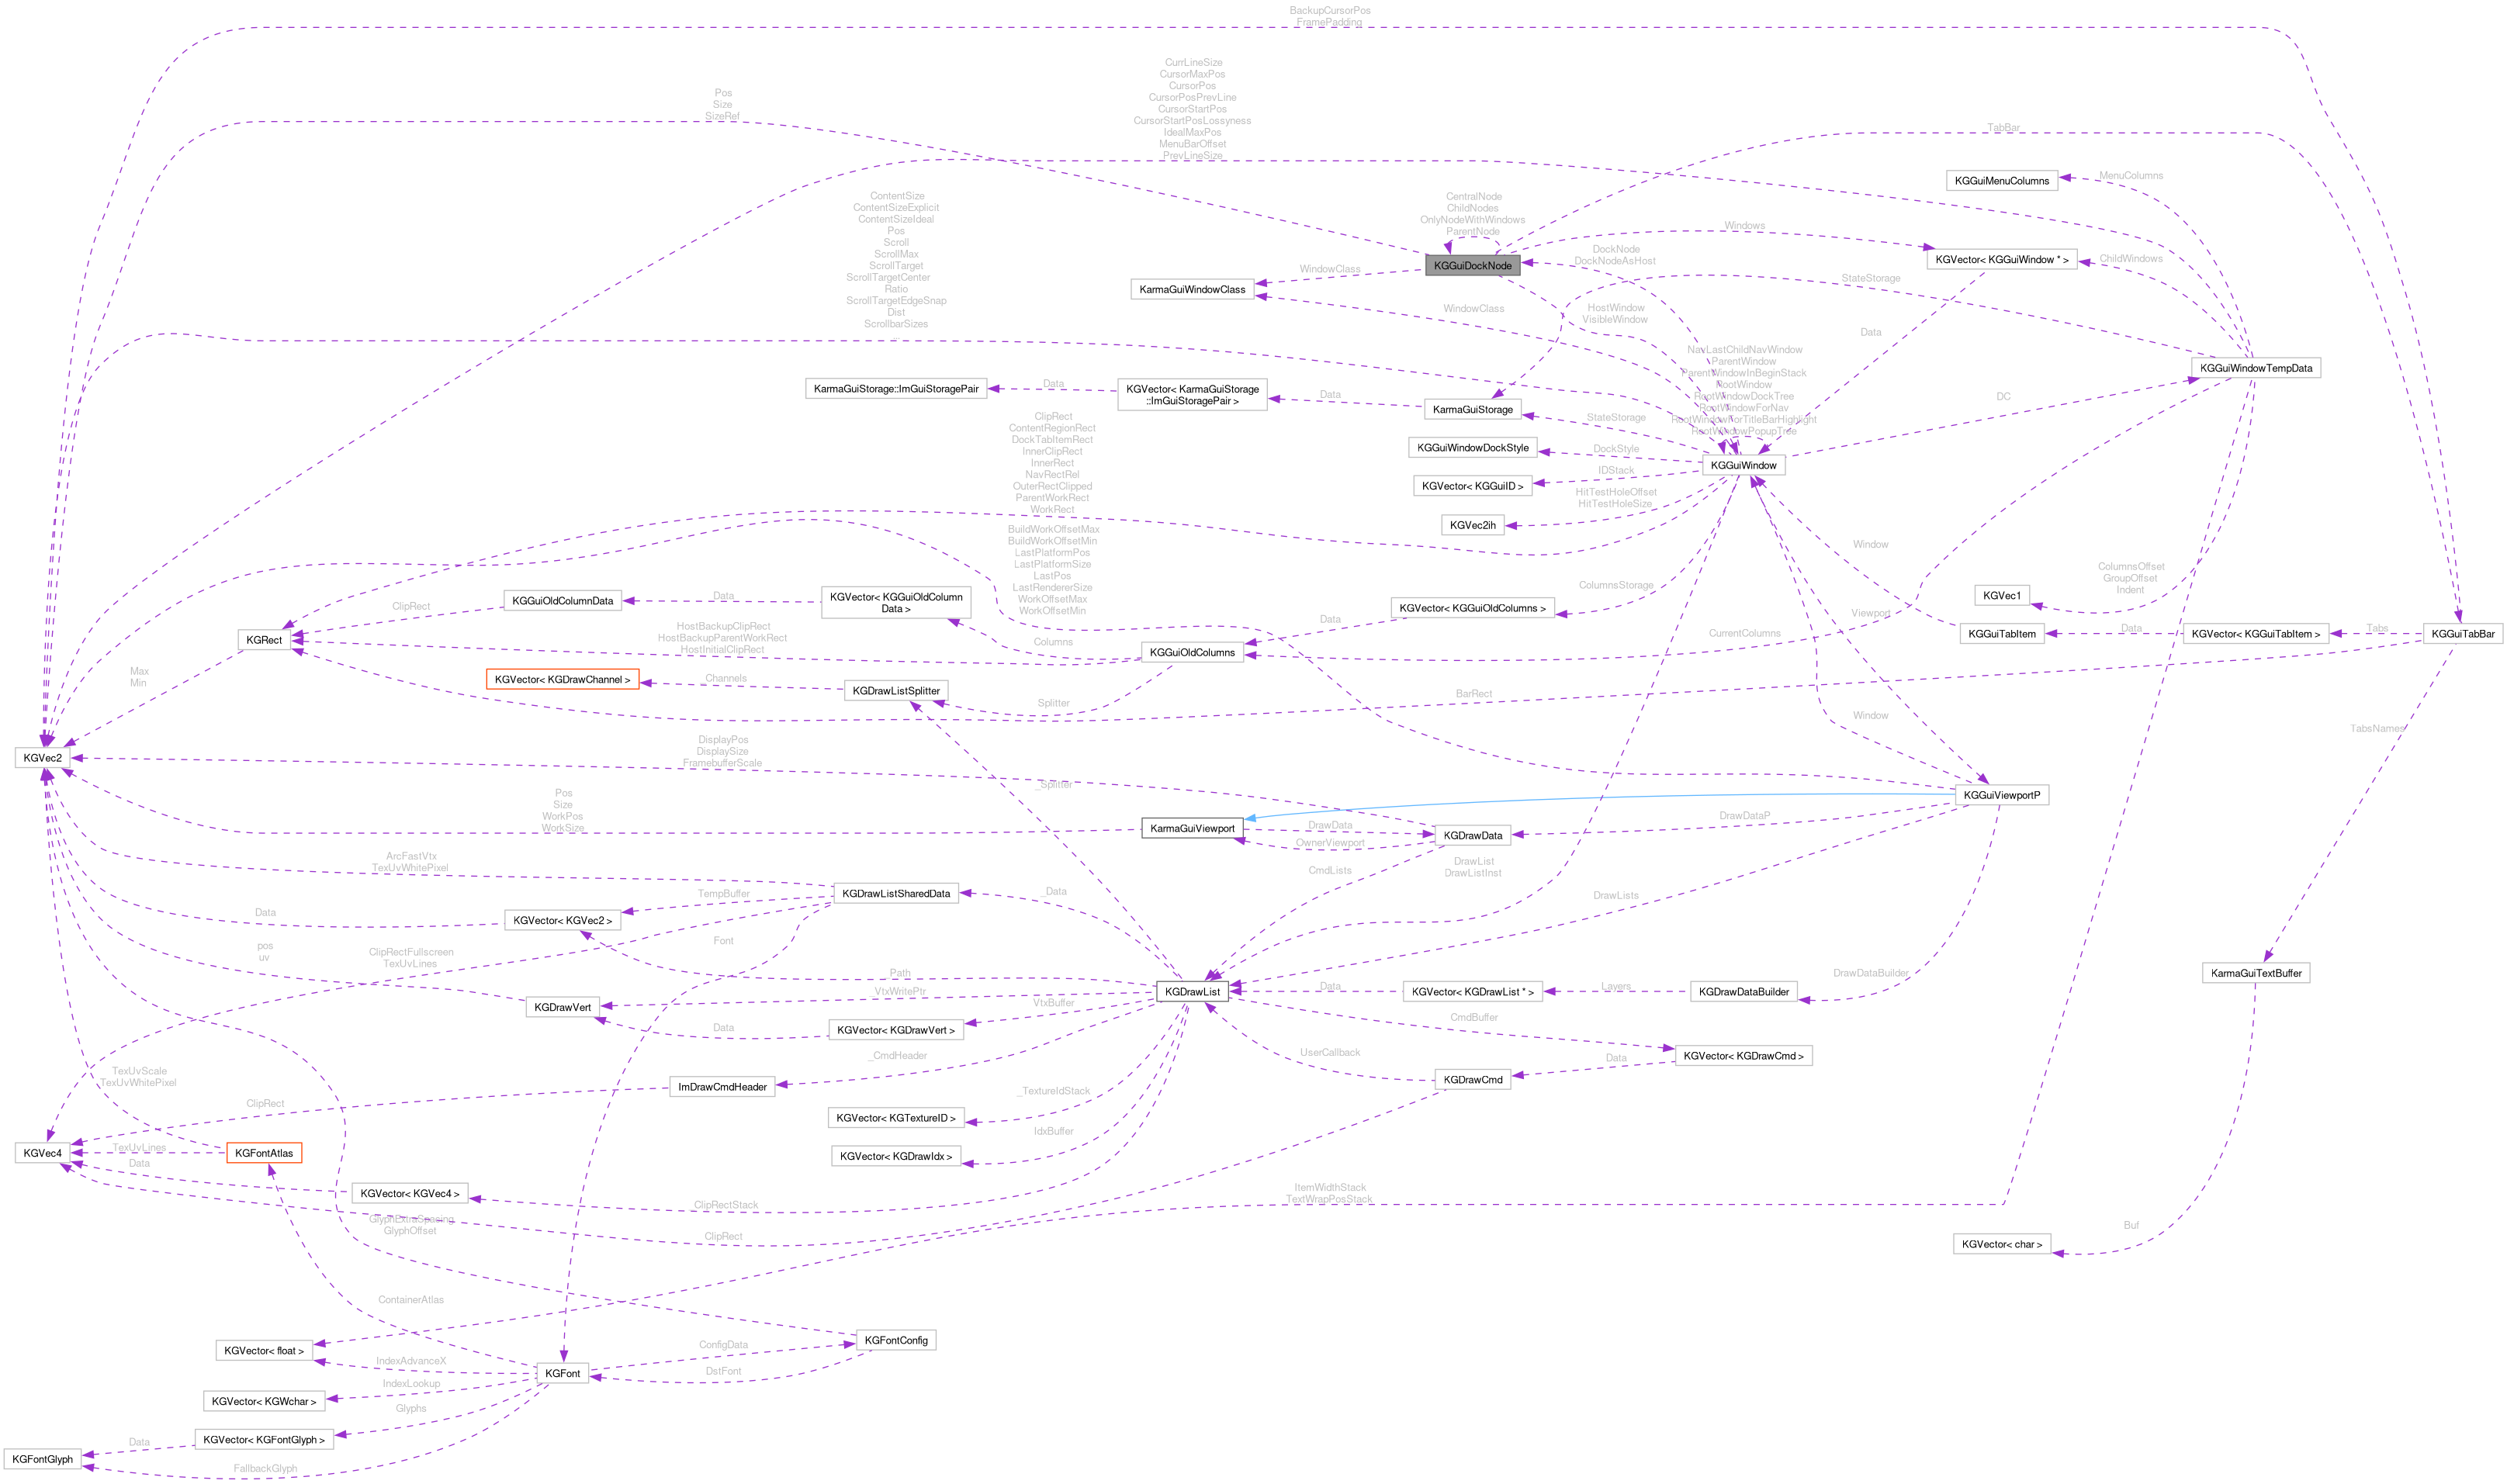 BackupCursorPos
FramePadding
CurrLineSize
CursorMaxPos
CursorPos
CursorPosPrevLine
CursorStartPos
CursorStartPosLossyness
IdealMaxPos
MenuBarOffset
PrevLineSize
Pos
Size
SizeRef
TabBar
MenuColumns
KGGuiMenuColumns
ContentSize
ContentSizeExplicit
ContentSizeIdeal
Pos
Scroll
ScrollMax
ScrollTarget
ScrollTargetCenter
Ratio
ScrollTargetEdgeSnap
Dist
ScrollbarSizes
...
CentralNode
ChildNodes
OnlyNodeWithWindows
ParentNode
Windows
KGGuiDockNode
DockNode
DockNodeAsHost
KGVector< KGGuiWindow * >
ChildWindows
WindowClass
KarmaGuiWindowClass
StateStorage
WindowClass
HostWindow
VisibleWindow
Data
NavLastChildNavWindow
ParentWindow
ParentWindowInBeginStack
RootWindow
RootWindowDockTree
RootWindowForNav
RootWindowForTitleBarHighlight
RootWindowPopupTree
KGGuiWindowTempData
KarmaGuiStorage::ImGuiStoragePair
Data
KGVector< KarmaGuiStorage
::ImGuiStoragePair >
Data
KarmaGuiStorage
StateStorage
DC
KGGuiWindowDockStyle
DockStyle
KGGuiWindow
KGVector< KGGuiID >
IDStack
KGVec2ih
HitTestHoleOffset
HitTestHoleSize
ClipRect
ContentRegionRect
DockTabItemRect
InnerClipRect
InnerRect
NavRectRel
OuterRectClipped
ParentWorkRect
WorkRect
BuildWorkOffsetMax
BuildWorkOffsetMin
LastPlatformPos
LastPlatformSize
LastPos
LastRendererSize
WorkOffsetMax
WorkOffsetMin
Window
ColumnsStorage
ColumnsOffset
GroupOffset
Indent
KGVec1
KGGuiOldColumnData
Data
KGVector< KGGuiOldColumn
Data >
ClipRect
KGRect
HostBackupClipRect
HostBackupParentWorkRect
HostInitialClipRect
Columns
KGGuiOldColumns
Data
KGVector< KGGuiOldColumns >
Viewport
CurrentColumns
KGGuiTabItem
Data
KGVector< KGGuiTabItem >
Tabs
KGGuiTabBar
Max
Min
KGVector< KGDrawChannel >
Channels
KGDrawListSplitter
Splitter
BarRect
Window
TabsNames
KGVec2
DisplayPos
DisplaySize
FramebufferScale
_Splitter
KGGuiViewportP
Pos
Size
WorkPos
WorkSize
KarmaGuiViewport
DrawData
OwnerViewport
KGDrawData
DrawDataP
ArcFastVtx
TexUvWhitePixel
CmdLists
DrawList
DrawListInst
DrawLists
KGDrawListSharedData
TempBuffer
_Data
Data
KGVector< KGVec2 >
Font
pos
uv
ClipRectFullscreen
TexUvLines
_Path
_VtxWritePtr
KGDrawVert
KGDrawList
Data
KGVector< KGDrawList * >
Layers
KGDrawDataBuilder
DrawDataBuilder
KarmaGuiTextBuffer
VtxBuffer
Data
KGVector< KGDrawVert >
CmdBuffer
_CmdHeader
UserCallback
Data
KGVector< KGDrawCmd >
KGDrawCmd
ImDrawCmdHeader
TexUvScale
TexUvWhitePixel
ClipRect
_TextureIdStack
KGVector< KGTextureID >
IdxBuffer
KGVector< KGDrawIdx >
KGVec4
TexUvLines
KGFontAtlas
Data
KGVector< KGVec4 >
_ClipRectStack
ItemWidthStack
TextWrapPosStack
GlyphExtraSpacing
GlyphOffset
ClipRect
Buf
KGVector< char >
ContainerAtlas
KGVector< float >
IndexAdvanceX
ConfigData
KGFontConfig
DstFont
KGFont
KGVector< KGWchar >
IndexLookup
Glyphs
KGVector< KGFontGlyph >
Data
KGFontGlyph
FallbackGlyph